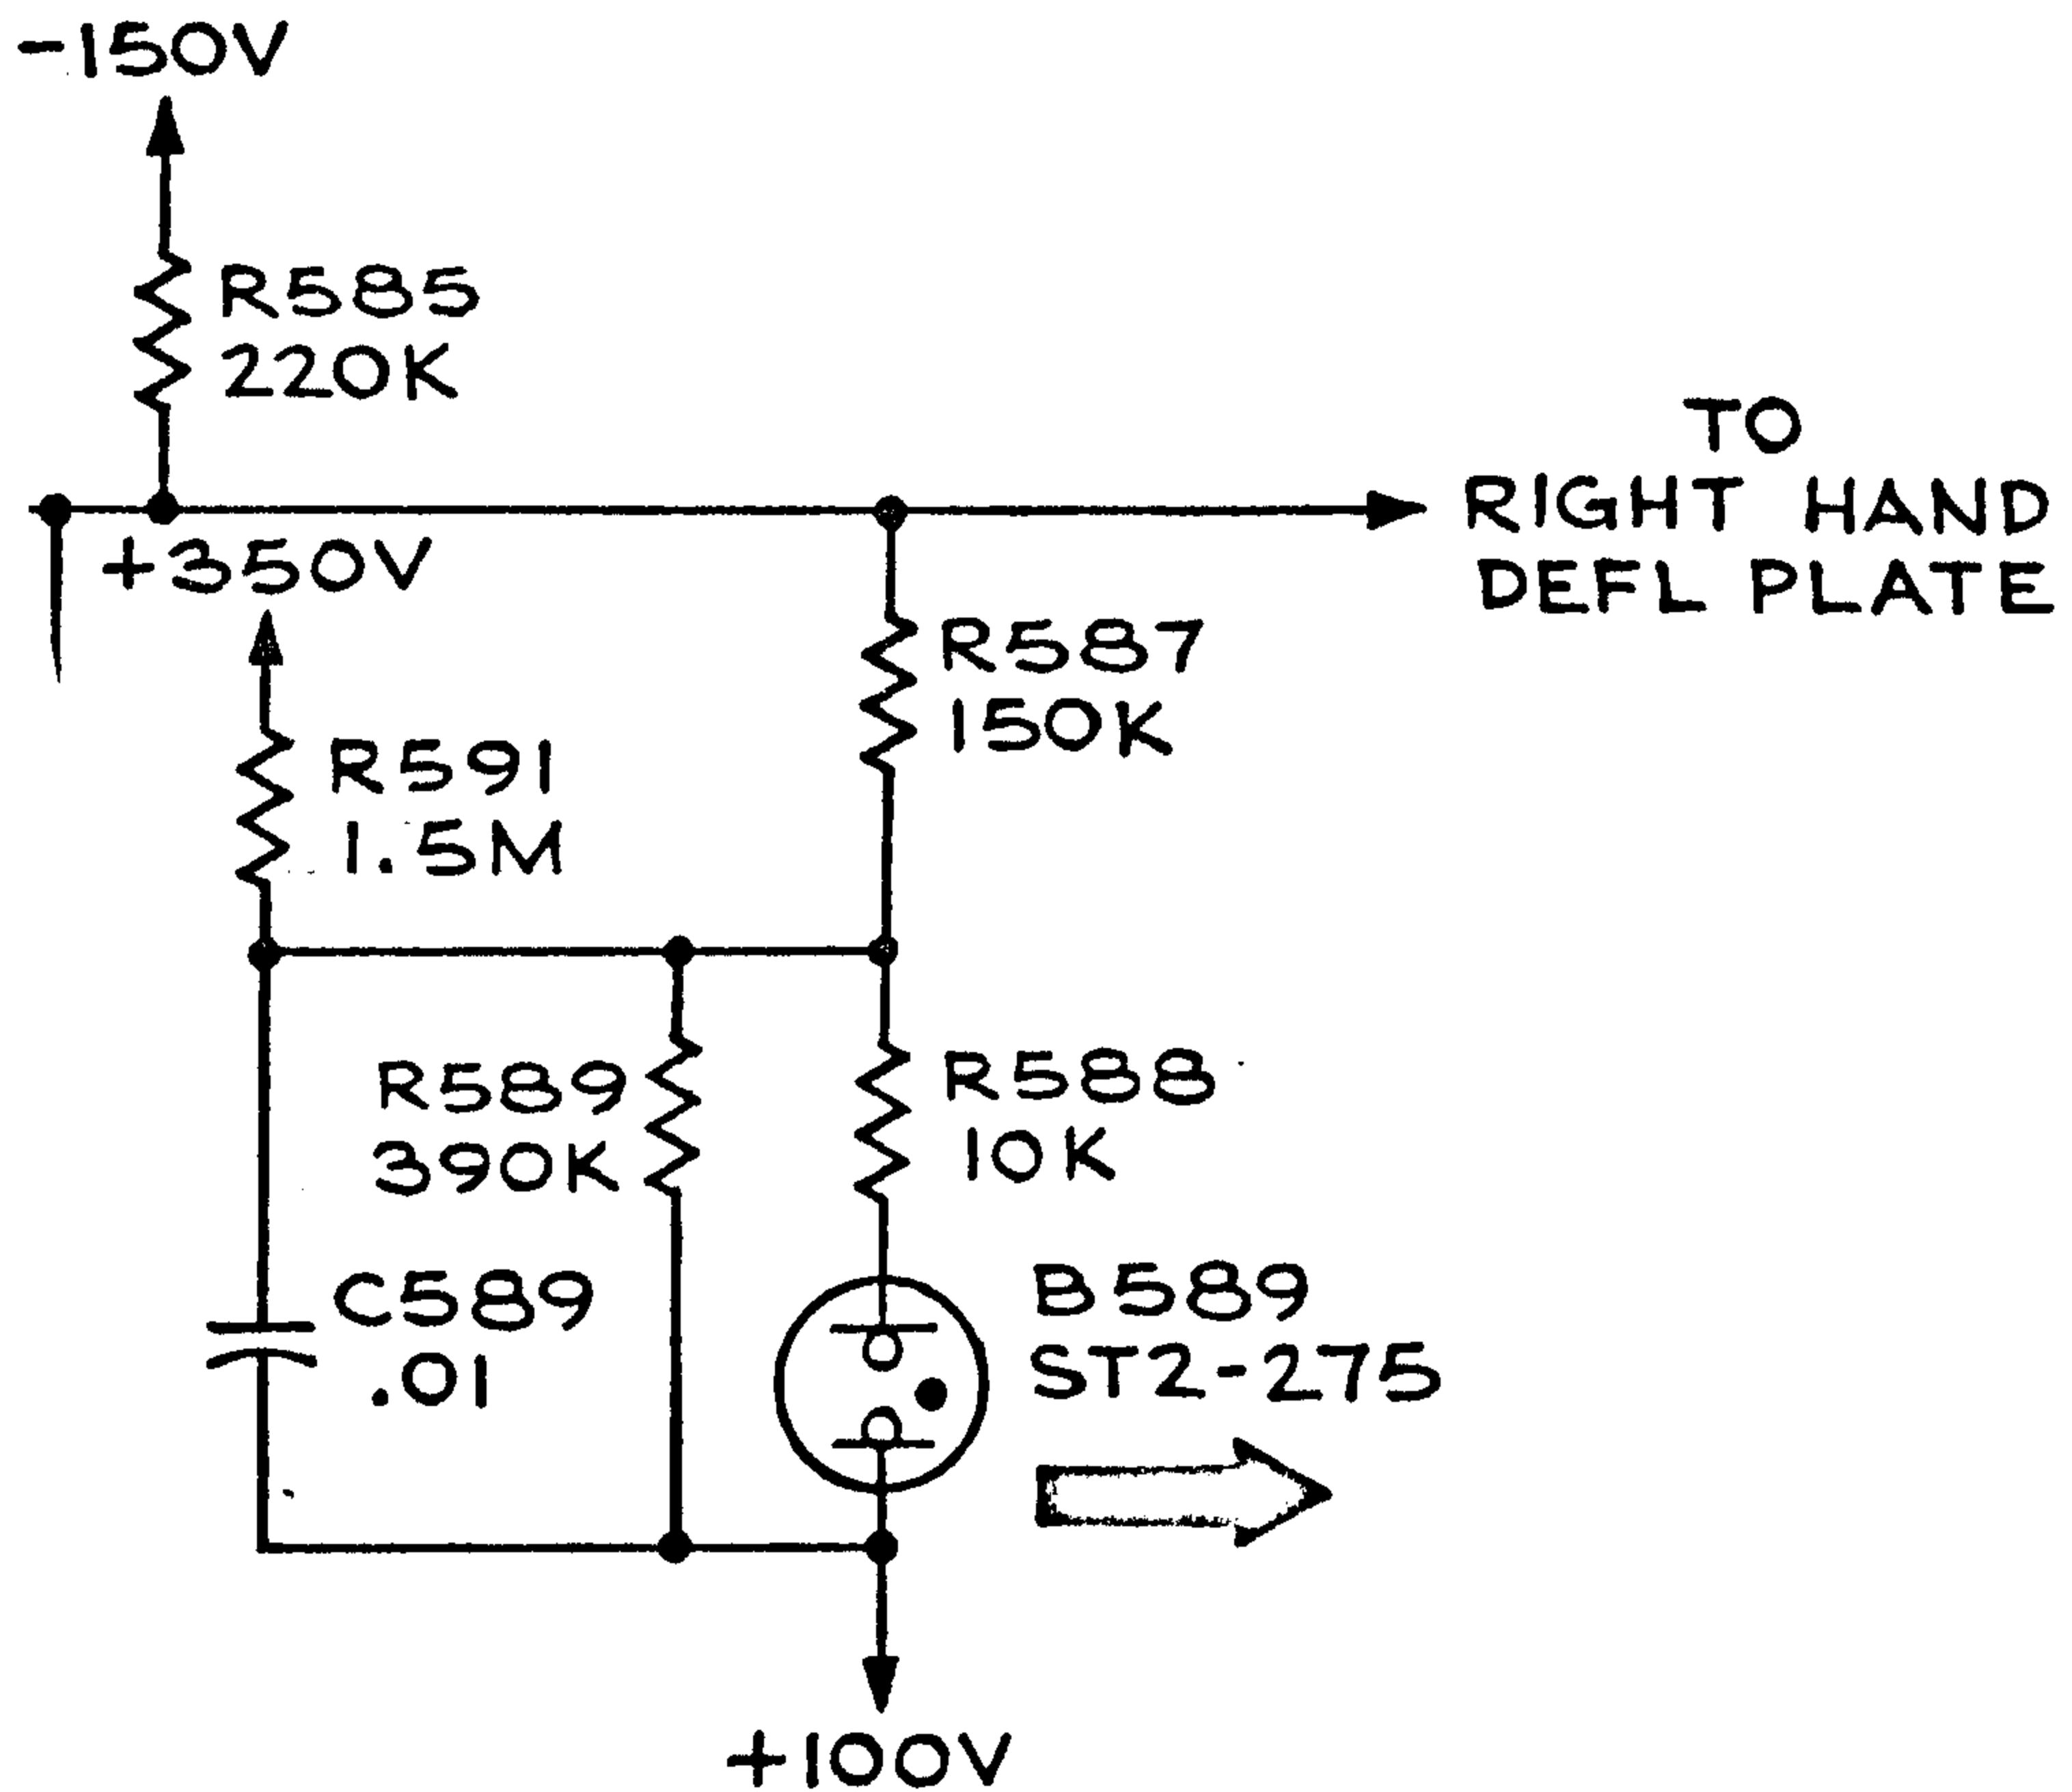 -150V
R585
220K
TO
RIGHT HAND
DEFL PLATE
+350V
R587
150K
R591
1.5M
R589
390K
R588
10K
C589
.01
B589
ST2-275
+100V